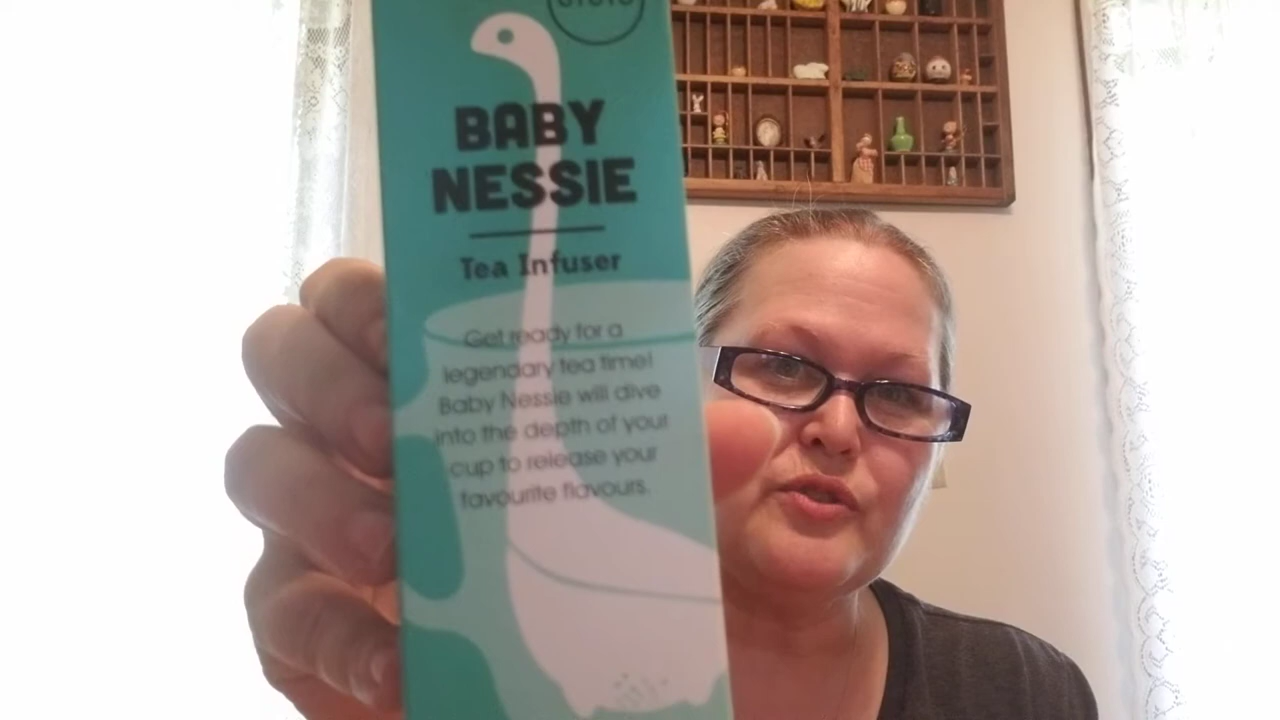 BABY
NESSIE
Tea Infuser
Get ready for a
legendary tea time!
Baby Nessie will dive
into the depth of your
cup to release your
favourite flavours.